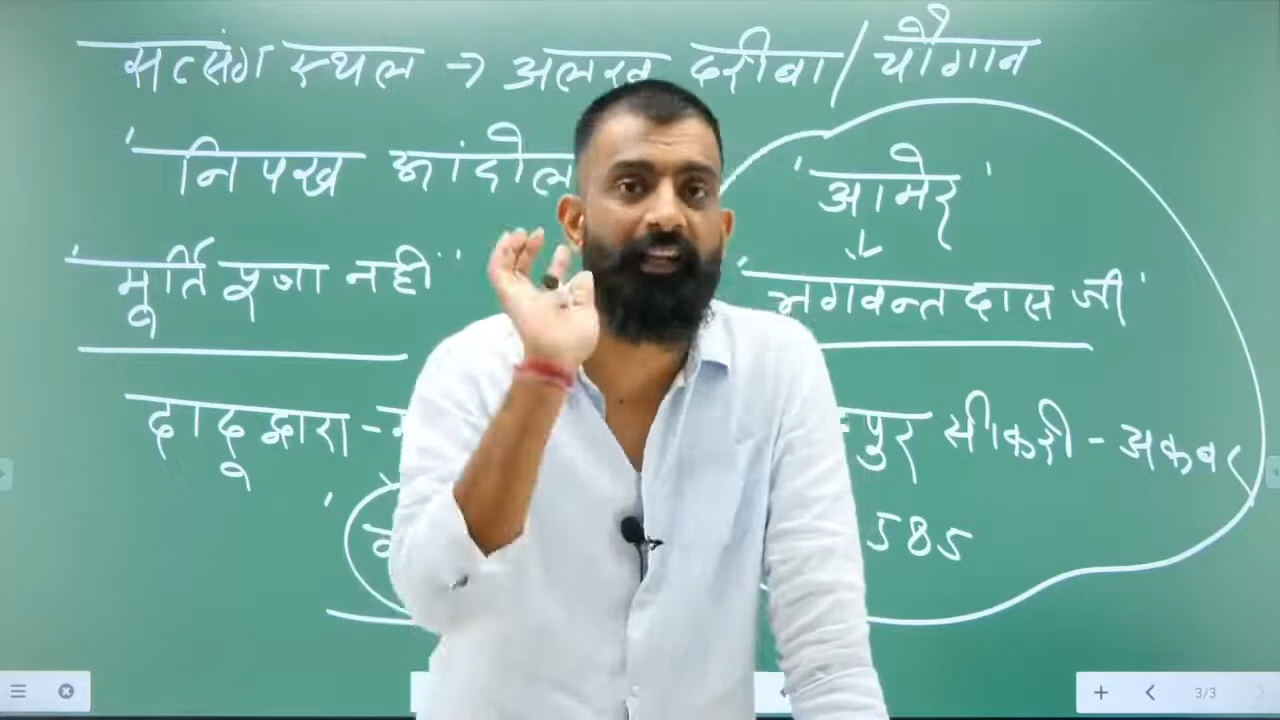 सत्संग स्थल → अलख दरीबा / चौगान
'निपख आंदोल
'आमेर'
'मूर्ति पूजा नहीं''
'भगवन्त दास जी'
दादूद्वारा -
पुर सीकरी - अकबर
585
3/3